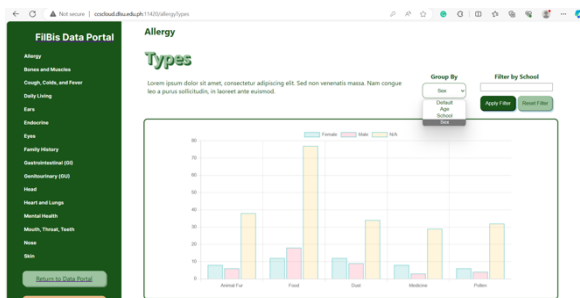 Not secure | ccscloud.dlsu.edu.ph:11420/allergyTypes
FilBis Data Portal
Allergy
Bones and Muscles
Cough, Colds, and Fever
Daily Living
Ears
Endocrine
Eyes
Family History
Gastrointestinal (GI)
Genitourinary (GU)
Head
Heart and Lungs
Mental Health
Mouth, Throat, Teeth
Nose
Skin
Return to Data Portal
Allergy
Types
Lorem ipsum dolor sit amet, consectetur adipiscing elit. Sed non venenatis massa. Nam congue
leo a purus sollicitudin, in laoreet ante euismod.
Group By
Sex
Default
Age
School
Sex
Filter by School
Apply Filter Reset Filter
Female Male N/A
80
70
60
50
40
30
20
10
0
Animal Fur Food Dust Medicine Pollen